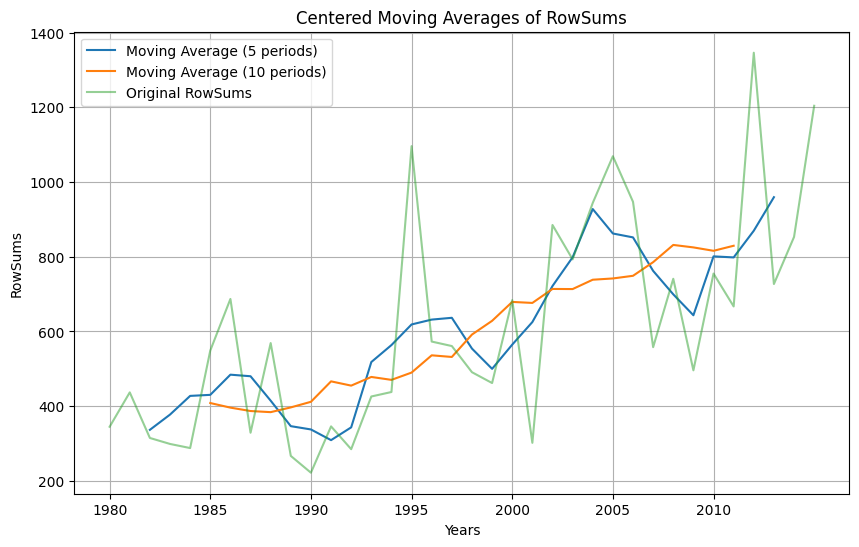 Centered Moving Averages of RowSums
Moving Average (5 periods)
Moving Average (10 periods)
Original RowSums
RowSums
1400
1200
1000
800
600
400
200
1980 1985 1990 1995 2000 2005 2010
Years